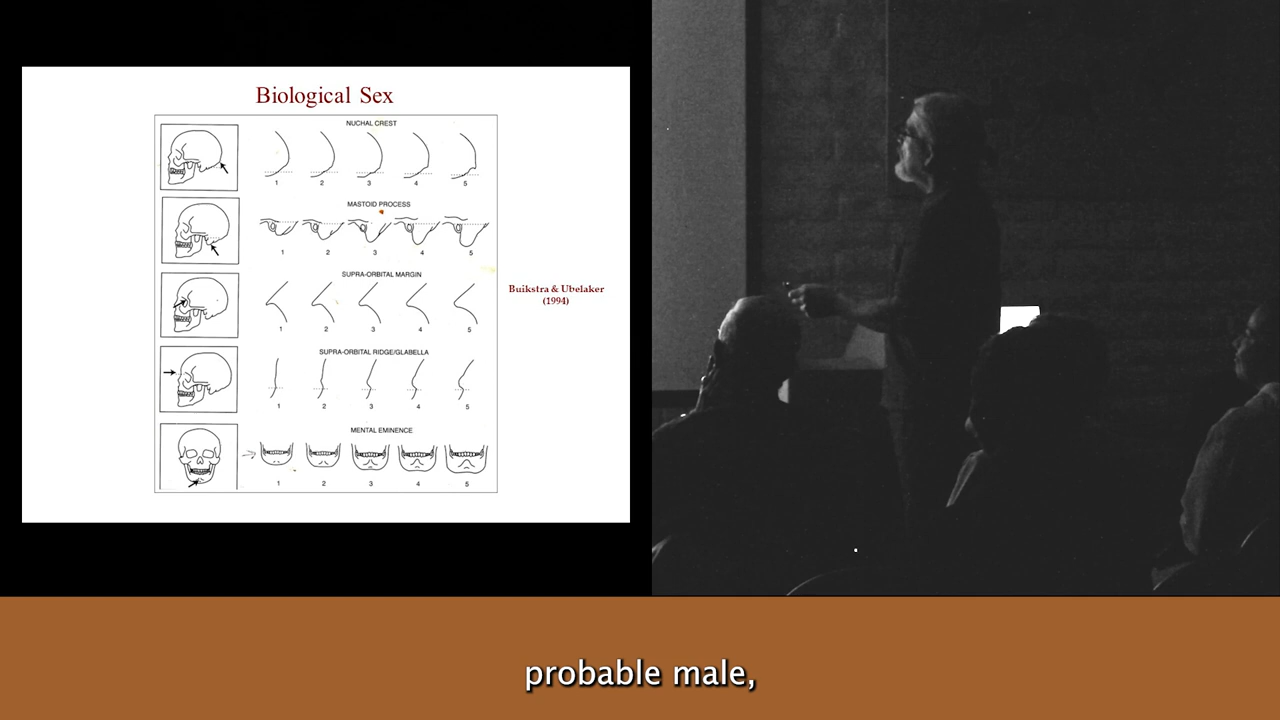 Biological Sex
NUCHAL CREST
1 2 3 4 5
MASTOID PROCESS
1 2 3 4 5
SUPRA-ORBITAL MARGIN
1 2 3 4 5
Buikstra & Ubelaker
(1994)
SUPRA-ORBITAL RIDGE/GLABELLA
1 2 3 4 5
MENTAL EMINENCE
1 2 3 4 5
probable male,